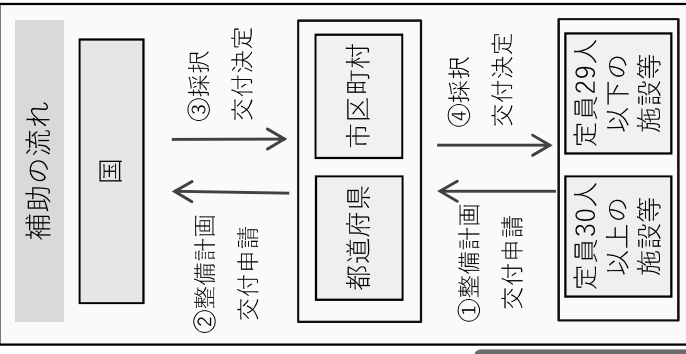 補助の流れ
国
②整備計画
交付申請
③採択
交付決定
都道府県
市区町村
①整備計画
交付申請
④採択
交付決定
定員30人
以上の
施設等
定員29人
以下の
施設等